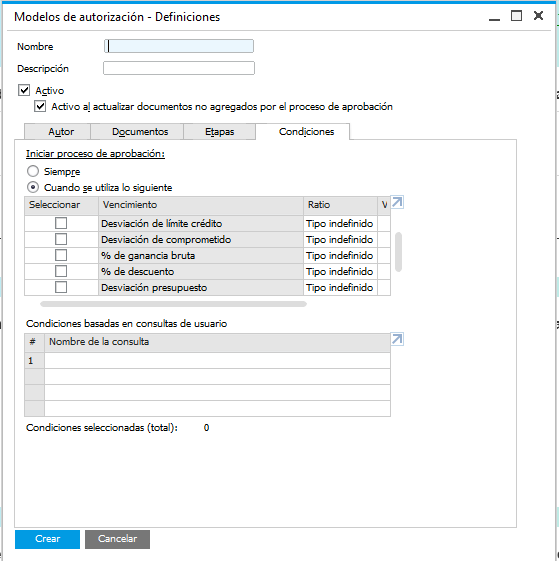 Modelos de autorización - Definiciones
Nombre
Descripción
Activo
Activo al actualizar documentos no agregados por el proceso de aprobación
Autor Documentos Etapas Condiciones
Iniciar proceso de aprobación:
Siempre
Cuando se utiliza lo siguiente
Seleccionar Vencimiento Ratio V
Desviación de límite crédito Tipo indefinido
Desviación de comprometido Tipo indefinido
% de ganancia bruta Tipo indefinido
% de descuento Tipo indefinido
Desviación presupuesto Tipo indefinido
Condiciones basadas en consultas de usuario
# Nombre de la consulta
1
Condiciones seleccionadas (total): 0
Crear Cancelar